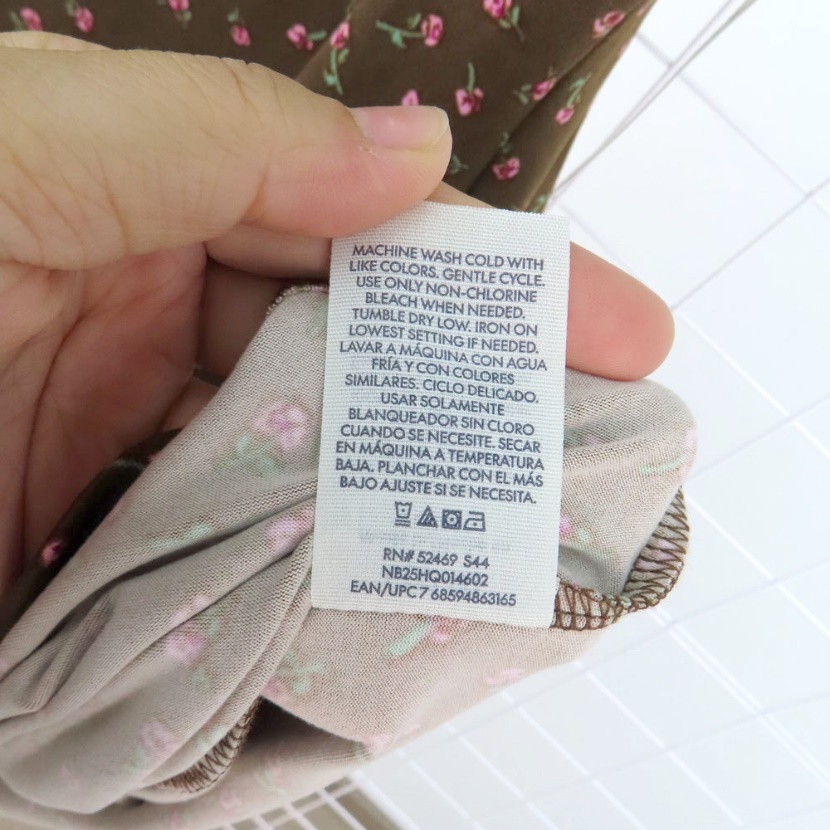 MACHINE WASH COLD WITH
LIKE COLORS. GENTLE CYCLE.
USE ONLY NON-CHLORINE
BLEACH WHEN NEEDED.
TUMBLE DRY LOW. IRON ON
LOWEST SETTING IF NEEDED.
LAVAR A MÁQUINA CON AGUA
FRÍA Y CON COLORES
SIMILARES. CICLO DELICADO.
USAR SOLAMENTE
BLANQUEADOR SIN CLORO
CUANDO SE NECESITE. SECAR
EN MÁQUINA A TEMPERATURA
BAJA. PLANCHAR CON EL MÁS
BAJO AJUSTE SI SE NECESITA.
RN# 52469 S44
NB25HQ014602
EAN/UPC 7 68594863165